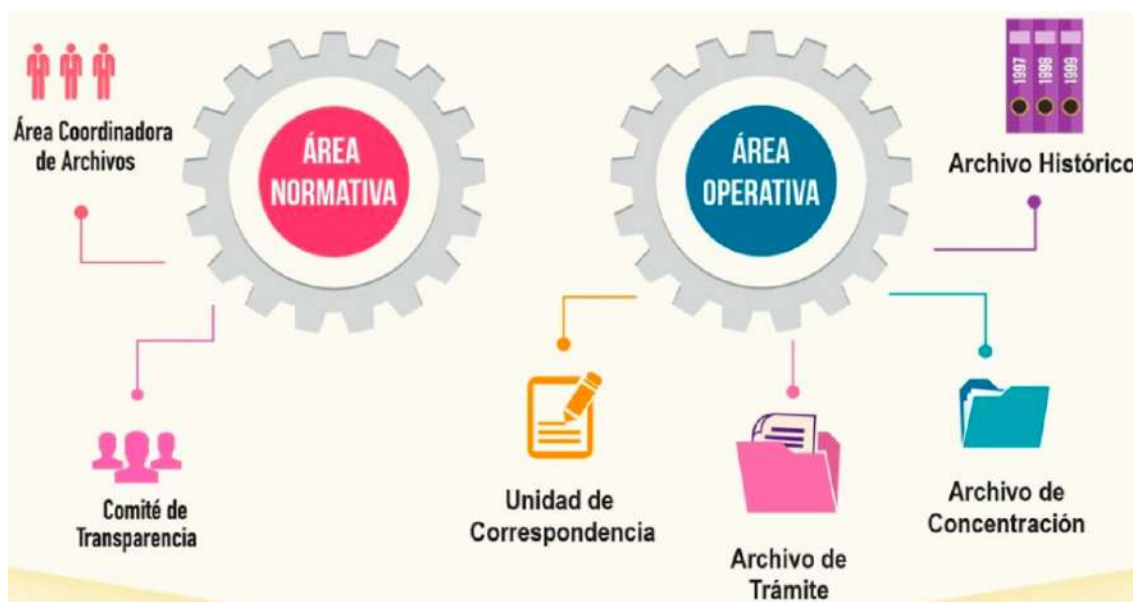 Área Coordinadora
de Archivos
ÁREA
NORMATIVA
Comité de
Transparencia
ÁREA
OPERATIVA
1997
1998
1999
Archivo Histórico
Unidad de
Correspondencia
Archivo de
Trámite
Archivo de
Concentración